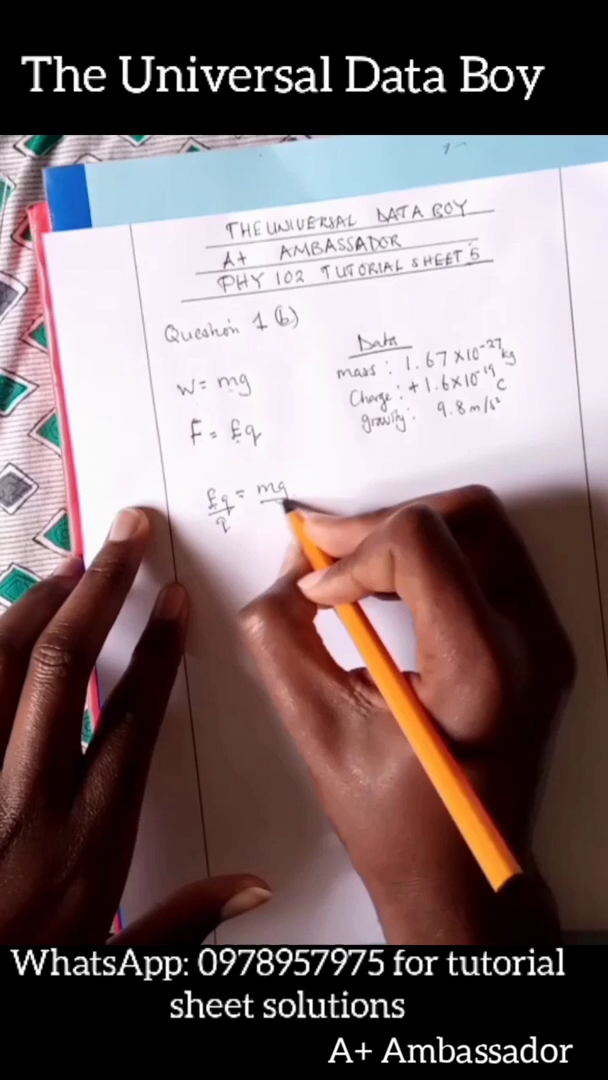 The Universal Data Boy
THE UNIVERSAL DATA BOY
A+ AMBASSADOR
PHY 102 TUTORIAL SHEET 5
Question 1 (b)
Data
mass : 1.67 X10⁻²⁷ kg
Charge : +1.6X10⁻¹⁹ C
gravity : 9.8 m/s²
W = mg
F = Eq
Eq = mg
q
WhatsApp: 0978957975 for tutorial
sheet solutions
A+ Ambassador